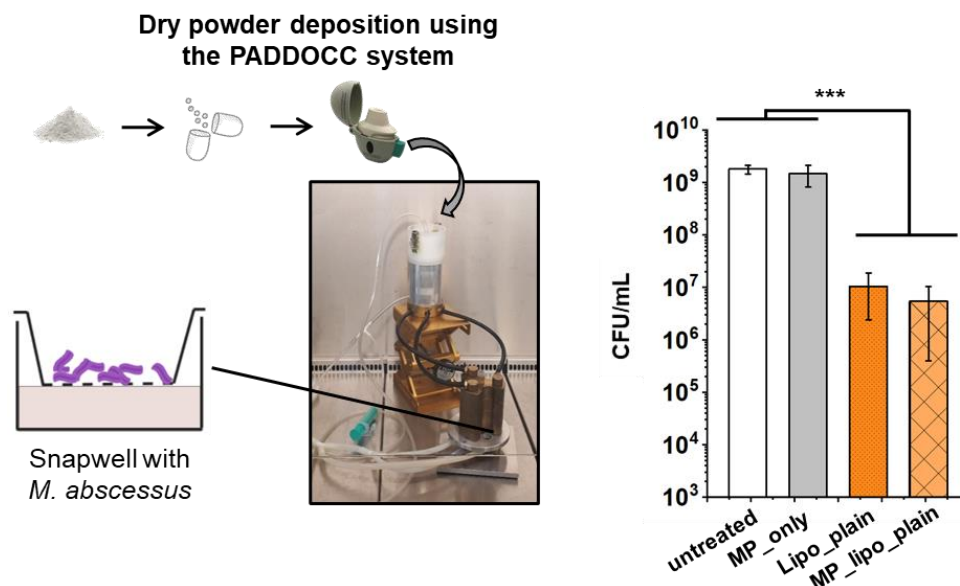 Dry powder deposition using
the PADDOCC system
Snapwell with
M. abscessus
***
CFU/mL
10^10
10^9
10^8
10^7
10^6
10^5
10^4
10^3
untreated
MP_only
Lipo_plain
MP_lipo_plain